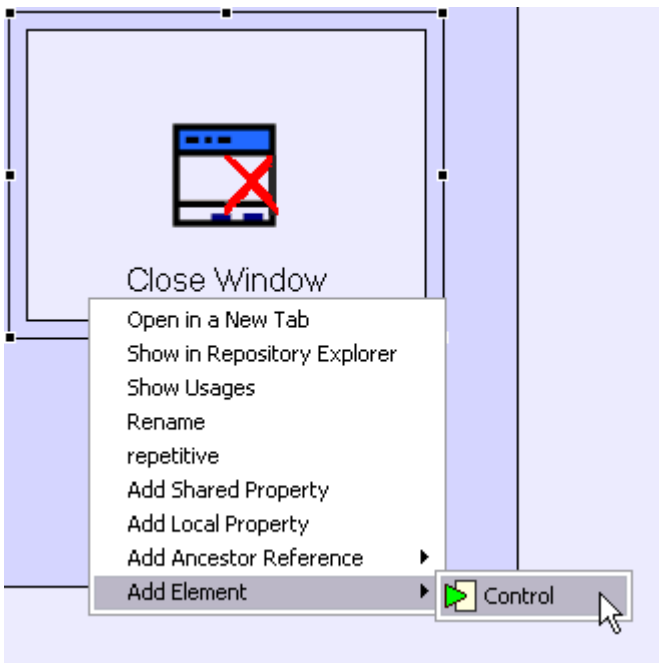 Close Window
Open in a New Tab
Show in Repository Explorer
Show Usages
Rename
repetitive
Add Shared Property
Add Local Property
Add Ancestor Reference
Add Element
Control